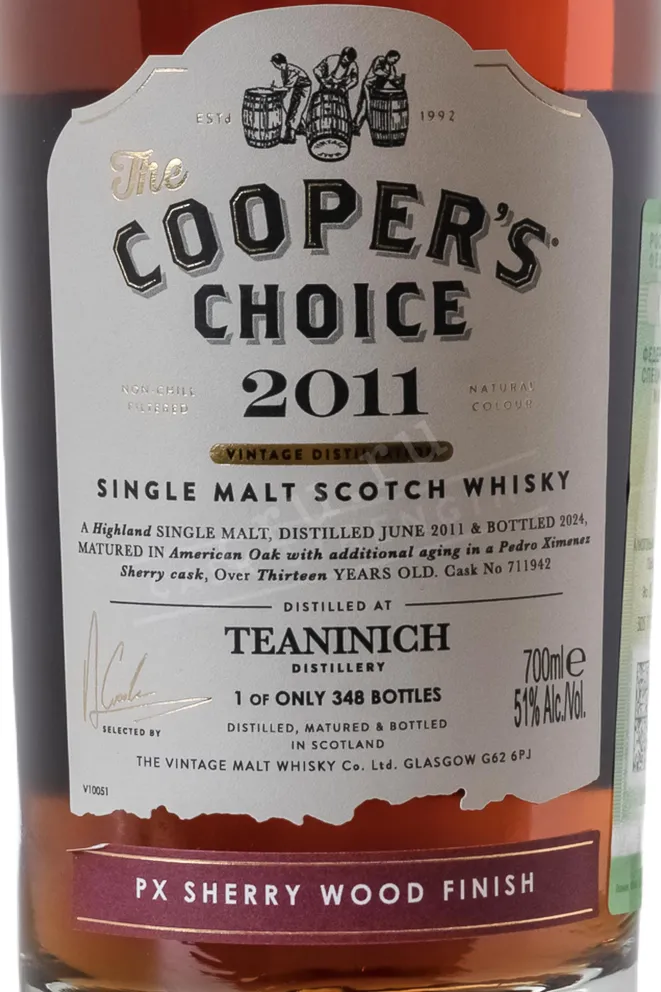 ESTd 1992
The
COOPER'S
CHOICE
NON-CHILL
FILTERED
2011
NATURAL
COLOUR
VINTAGE DISTILLATION
SINGLE MALT SCOTCH WHISKY
A Highland SINGLE MALT, DISTILLED JUNE 2011 & BOTTLED 2024,
MATURED IN American Oak with additional aging in a Pedro Ximenez
Sherry cask, Over Thirteen YEARS OLD. Cask No 711942
DISTILLED AT
TEANINICH
DISTILLERY
1 OF ONLY 348 BOTTLES
700ml e
51% Alc./Vol.
SELECTED BY
DISTILLED, MATURED & BOTTLED
IN SCOTLAND
THE VINTAGE MALT WHISKY Co. Ltd. GLASGOW G62 6PJ
V10051
PX SHERRY WOOD FINISH